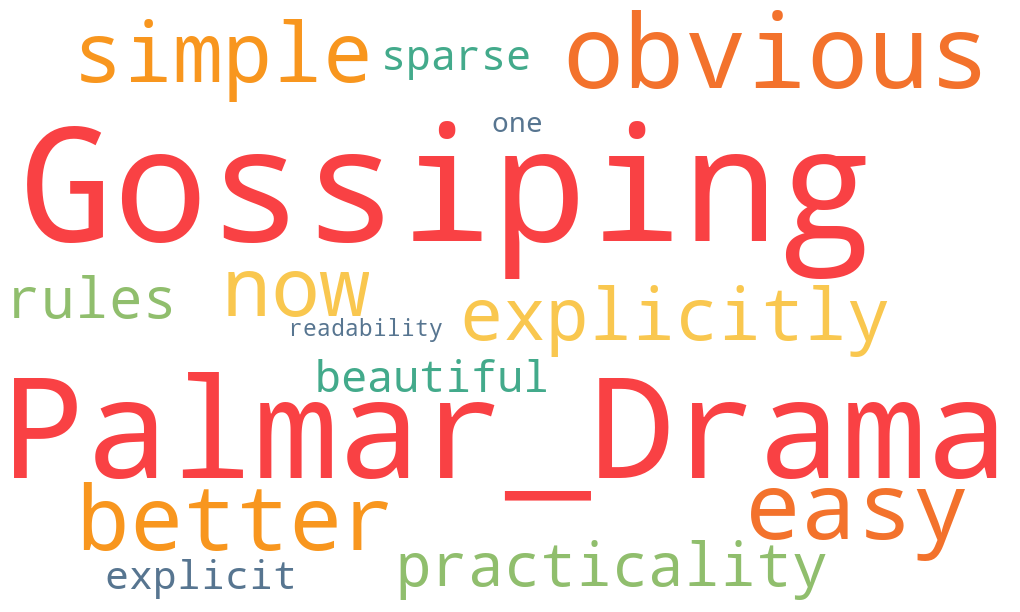 simple sparse obvious
one
Gossiping
rules now explicitly
readability
beautiful
Palmar_Drama
better easy
explicit practicality